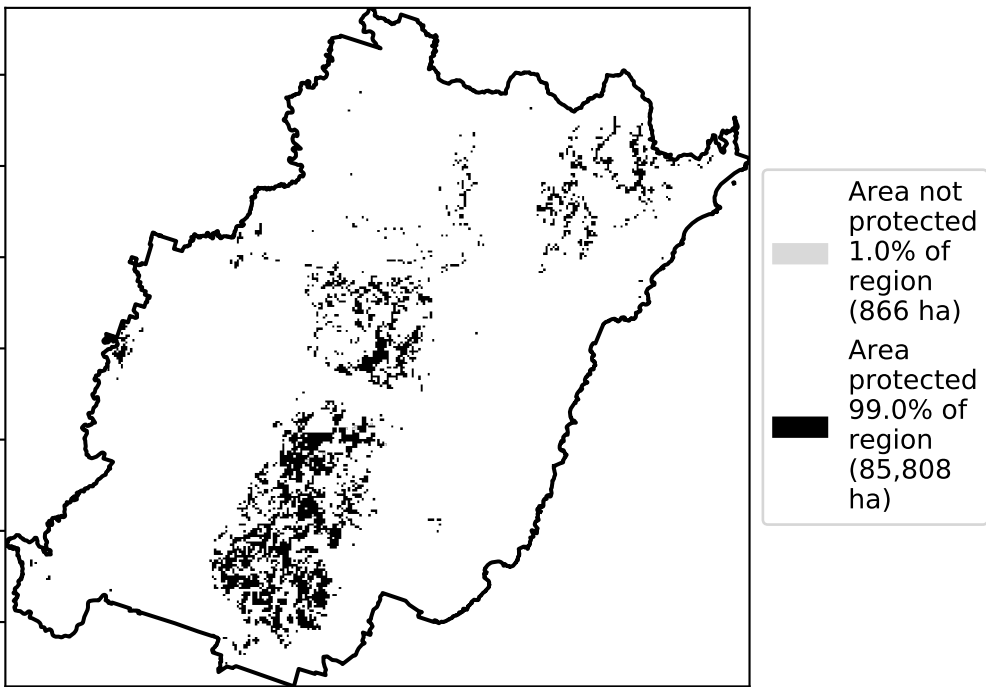 Area not
protected
1.0% of
region
(866 ha)
Area
protected
99.0% of
region
(85,808
ha)